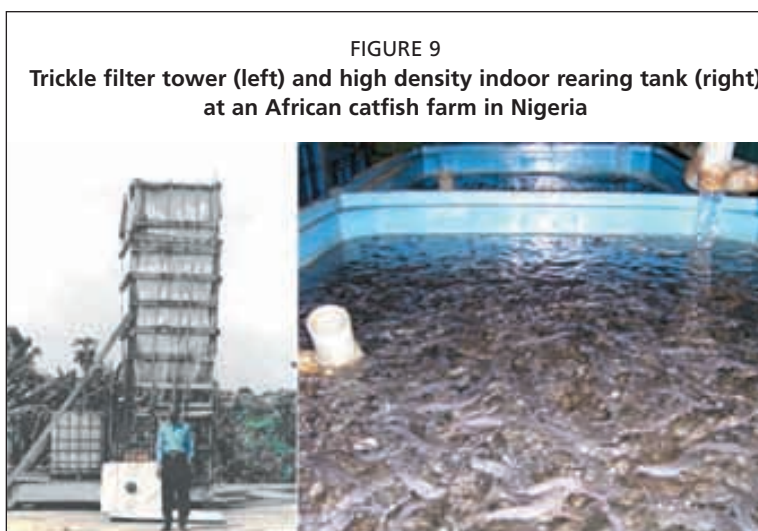 FIGURE 9
Trickle filter tower (left) and high density indoor rearing tank (right)
at an African catfish farm in Nigeria